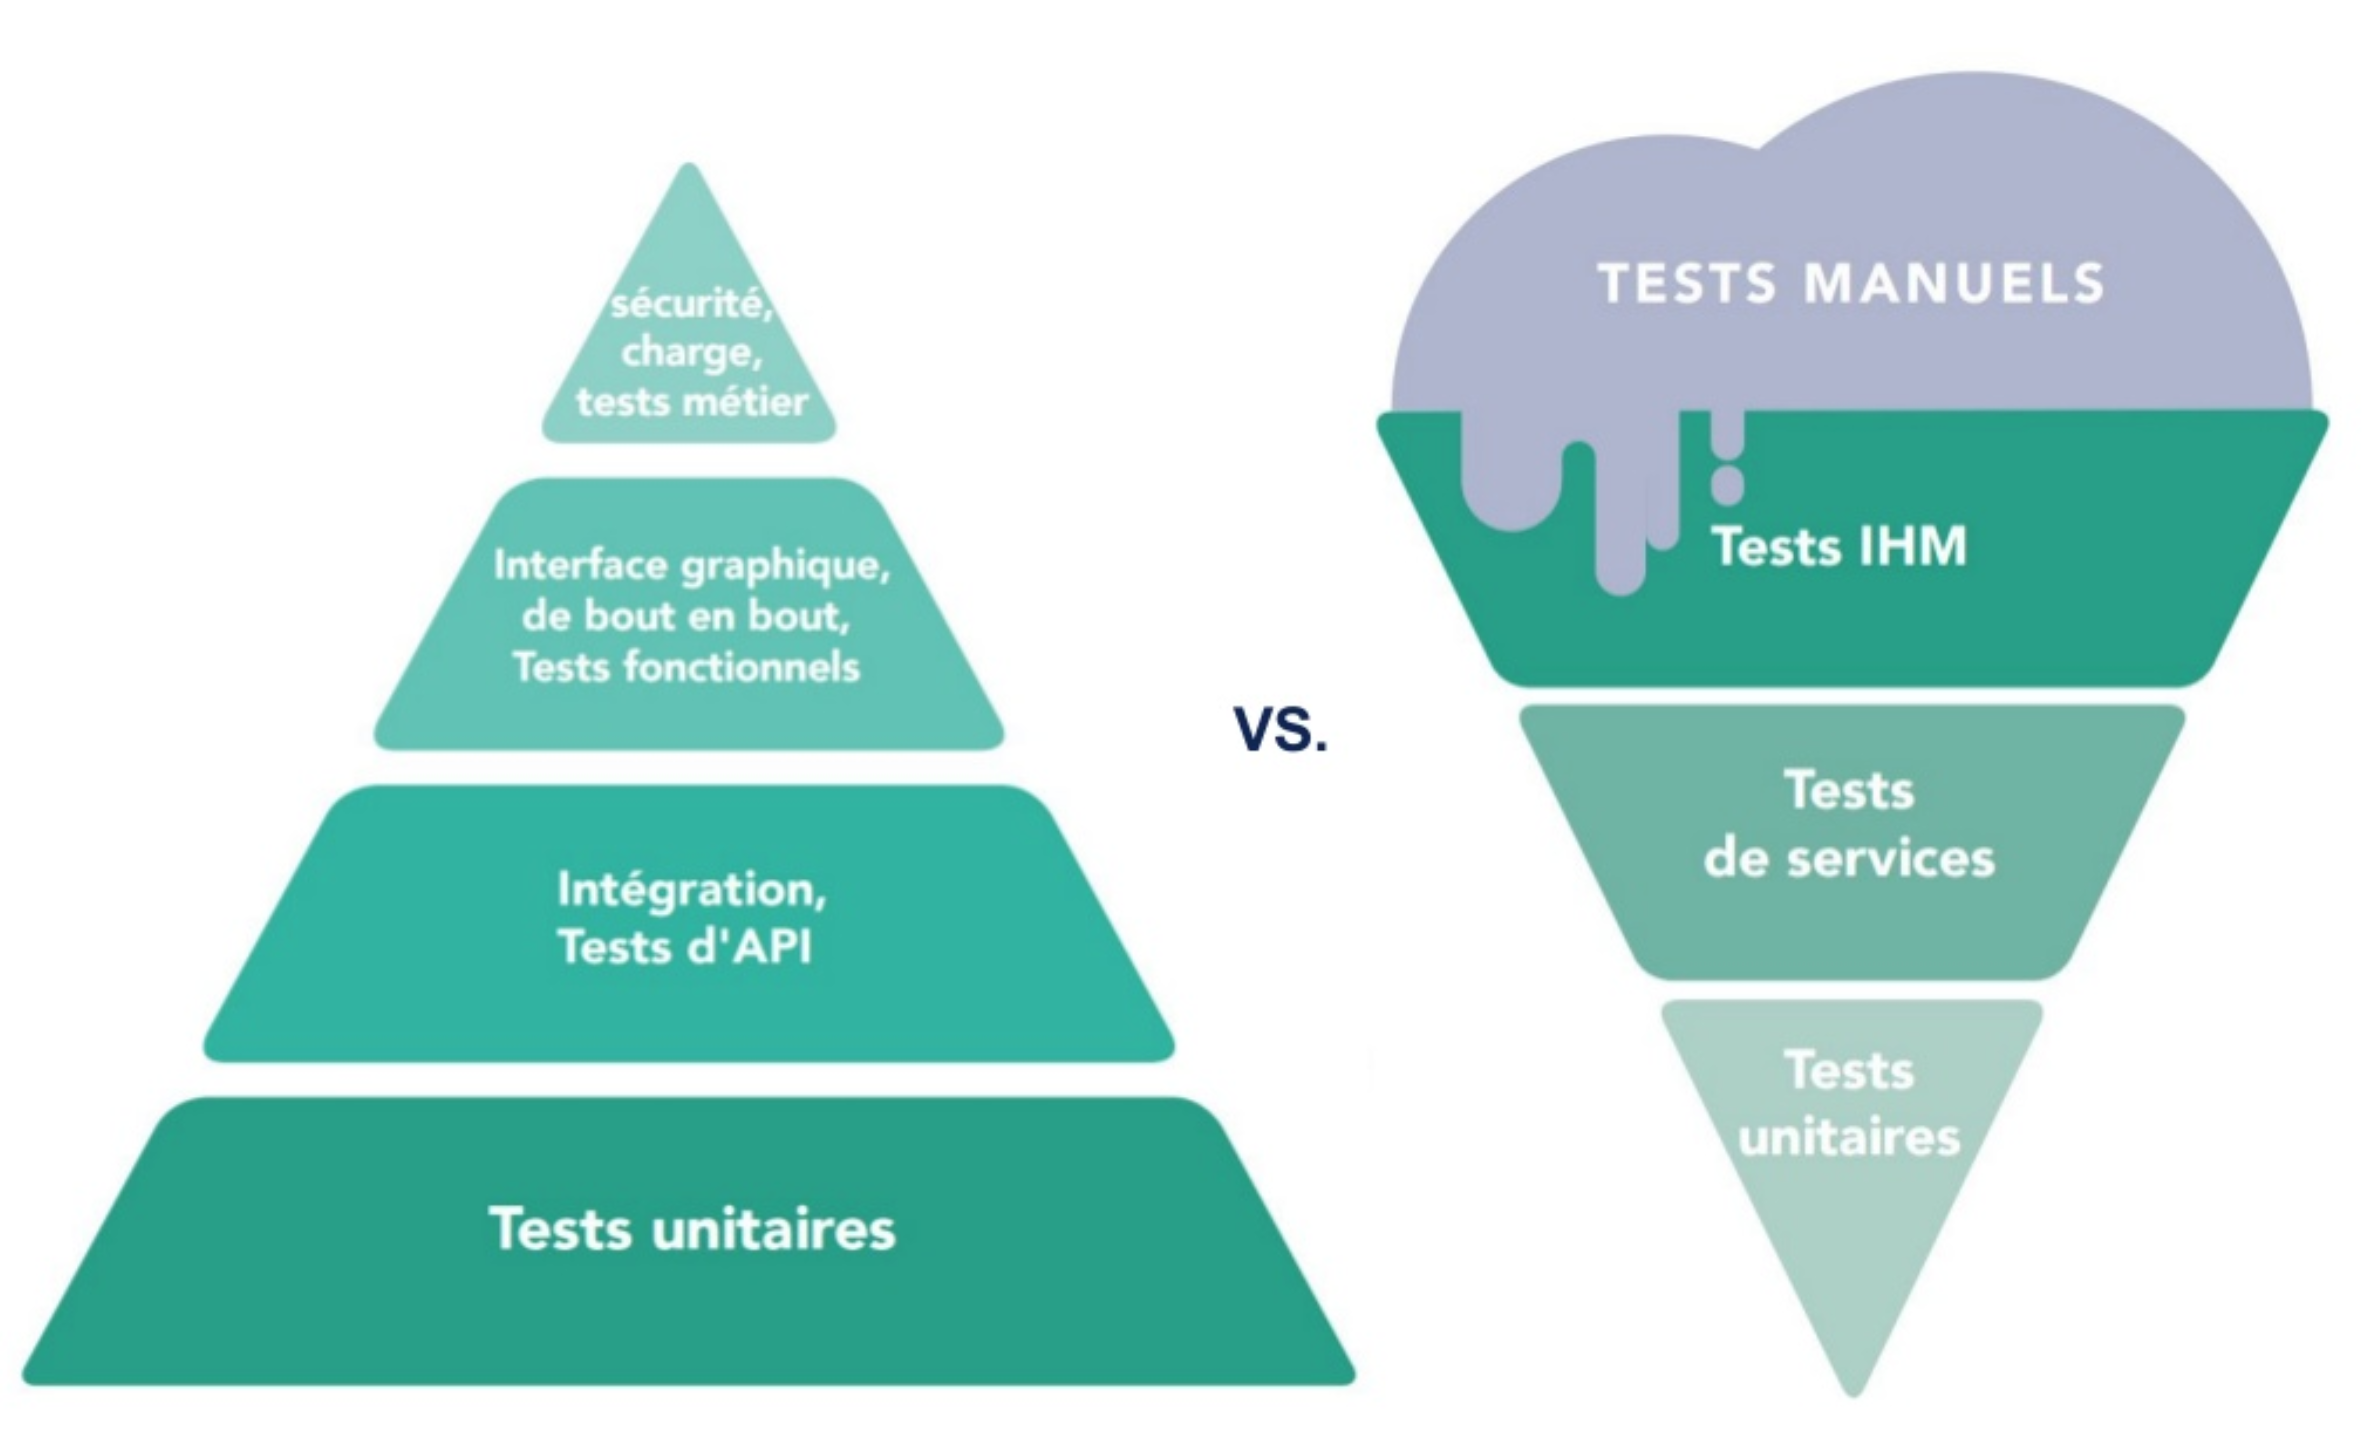 sécurité,
charge,
tests métier
Interface graphique,
de bout en bout,
Tests fonctionnels
Intégration,
Tests d'API
Tests unitaires
VS.
TESTS MANUELS
Tests IHM
Tests
de services
Tests
unitaires